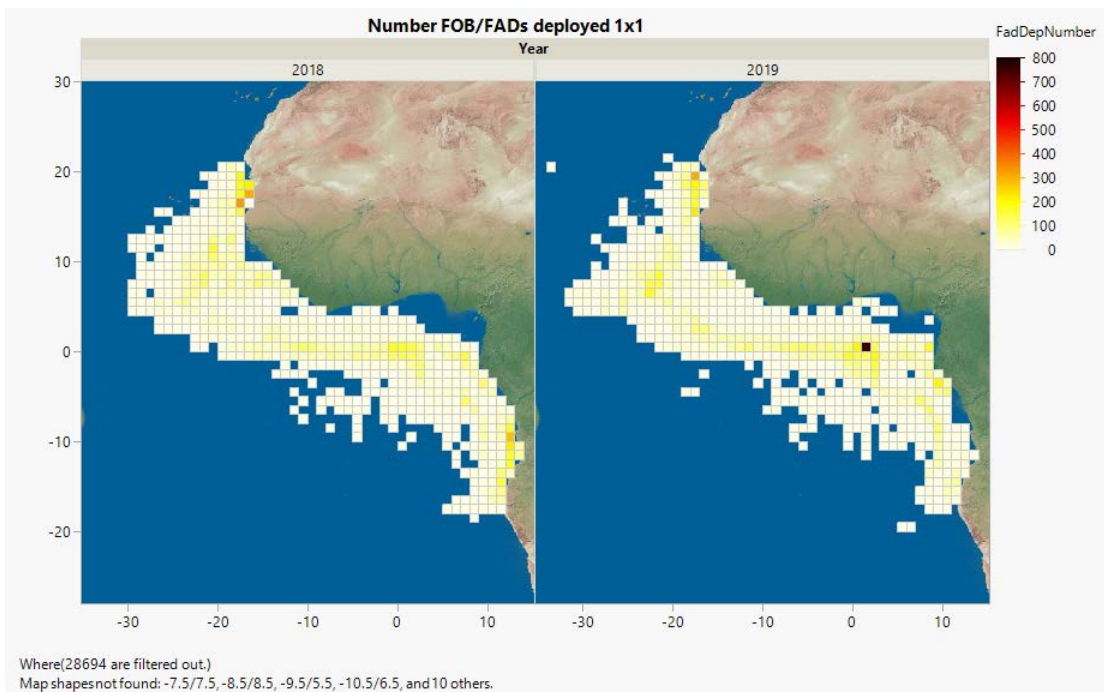 Number FOB/FADs deployed 1x1
Year
2018 2019
FadDepNumber
800
700
600
500
400
300
200
100
0
30
20
10
0
-10
-20
-30 -20 -10 0 10 -30 -20 -10 0 10
Where(28694 are filtered out.)
Map shapes not found: -7.5/7.5, -8.5/8.5, -9.5/5.5, -10.5/6.5, and 10 others.